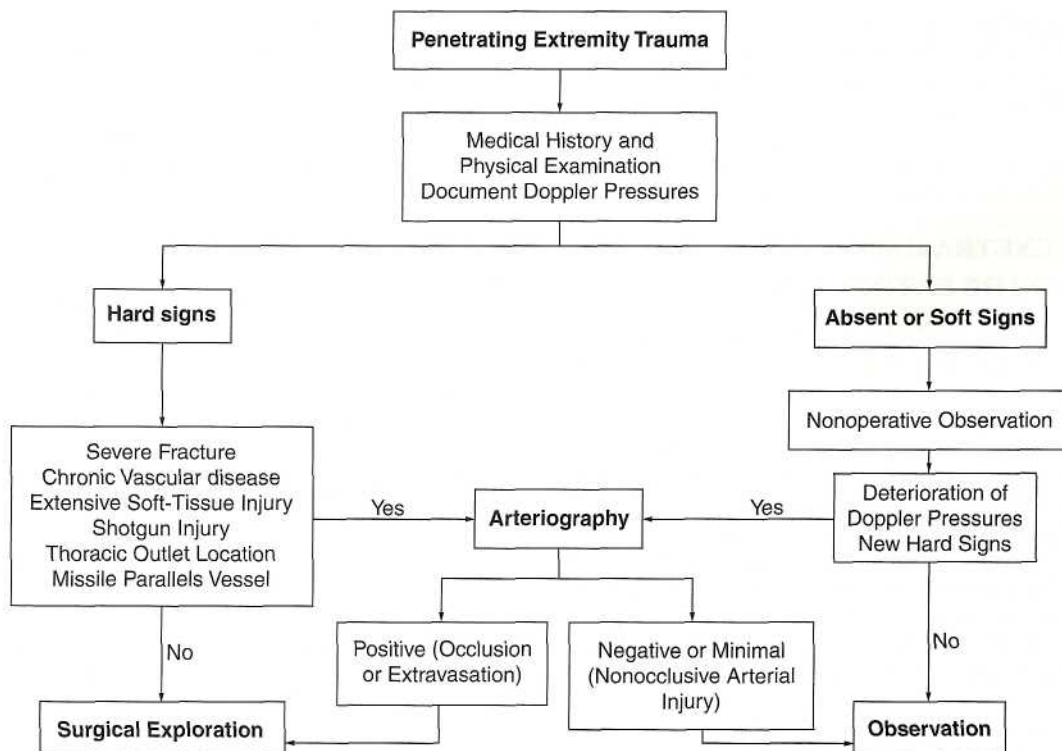 Penetrating Extremity Trauma
Medical History and
Physical Examination
Document Doppler Pressures
Hard signs
Absent or Soft Signs
Nonoperative Observation
Severe Fracture
Chronic Vascular disease
Extensive Soft-Tissue Injury
Shotgun Injury
Thoracic Outlet Location
Missile Parallels Vessel
Yes
Arteriography
Yes
Deterioration of
Doppler Pressures
New Hard Signs
No
Positive (Occlusion
or Extravasation)
Negative or Minimal
(Nonocclusive Arterial
Injury)
No
Surgical Exploration
Observation